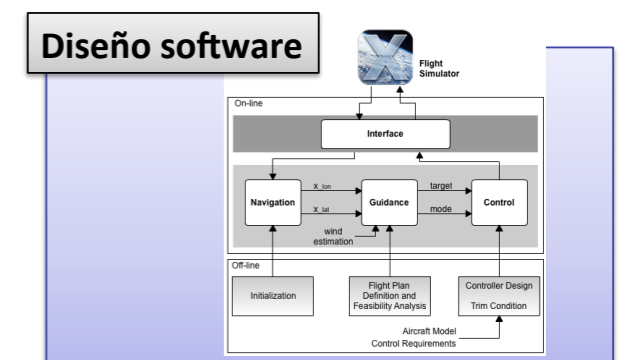 Diseño software
Flight
Simulator
On-line
Interface
Navigation
x_lon
x_lat
Guidance
target
mode
Control
wind
estimation
Off-line
Initialization
Flight Plan
Definition and
Feasibility Analysis
Controller Design
Trim Condition
Aircraft Model
Control Requirements